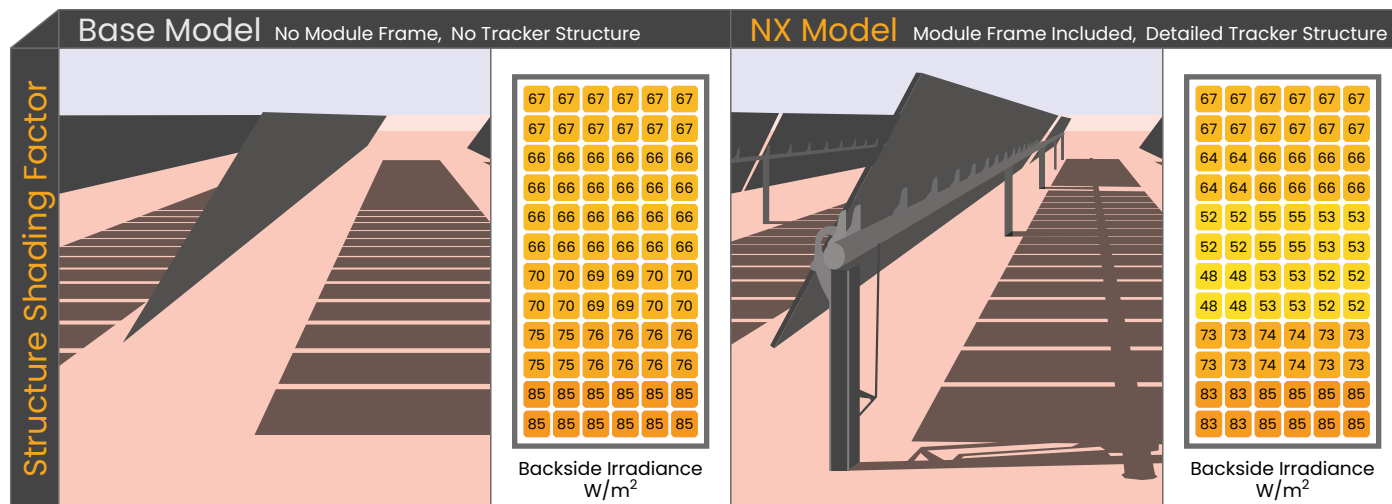 Base Model No Module Frame, No Tracker Structure
NX Model Module Frame Included, Detailed Tracker Structure
Structure Shading Factor
67 67 67 67 67 67
67 67 67 67 67 67
66 66 66 66 66 66
66 66 66 66 66 66
66 66 66 66 66 66
66 66 66 66 66 66
70 70 69 69 70 70
70 70 69 69 70 70
75 75 76 76 76 76
75 75 76 76 76 76
85 85 85 85 85 85
85 85 85 85 85 85
Backside Irradiance
W/m²
67 67 67 67 67 67
67 67 67 67 67 67
64 64 66 66 66 66
64 64 66 66 66 66
52 52 55 55 53 53
52 52 55 55 53 53
48 48 53 53 52 52
48 48 53 53 52 52
73 73 74 74 73 73
73 73 74 74 73 73
83 83 85 85 85 85
83 83 85 85 85 85
Backside Irradiance
W/m²